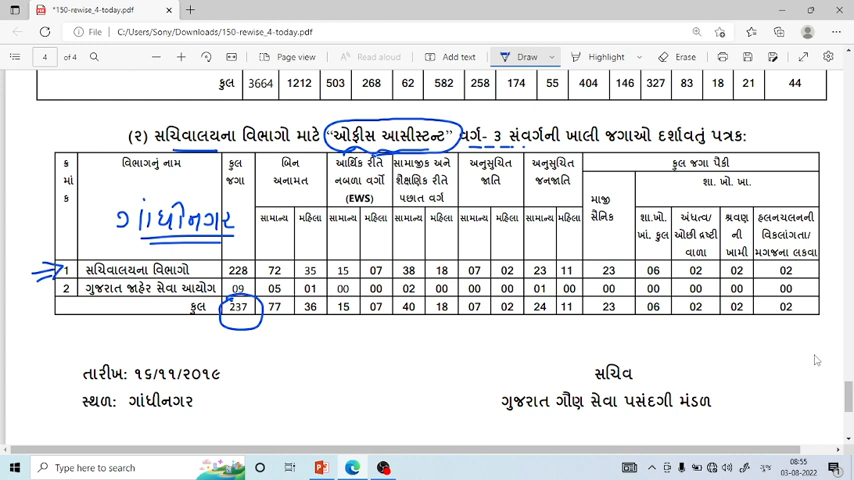 *150-rewise_4-today.pdf
File
C:/Users/Sony/Downloads/150-rewise_4-today.pdf
4 of 4
Page view
Read aloud
Add text
Draw
Highlight
Erase
કુલ 3664 1212 503 268 62 582 258 174 55 404 146 327 83 18 21 44
(૨) સચિવાલયના વિભાગો માટે "ઓફીસ આસીસ્ટન્ટ" વર્ગ- ૩ સંવર્ગની ખાલી જગાઓ દર્શાવતું પત્રક:
ક્રમાંક
વિભાગનું નામ
કુલ જગા
બિન અનામત
આર્થિક રીતે નબળા વર્ગો (EWS)
સામાજીક અને શૈક્ષણિક રીતે પછાત વર્ગ
અનુસુચિત જાતિ
અનુસુચિત જનજાતિ
કુલ જગા પૈકી
માજી સૈનિક
શા. ખો. ખા.
સામાન્ય મહિલા સામાન્ય મહિલા સામાન્ય મહિલા સામાન્ય મહિલા સામાન્ય મહિલા
શા.ખો. ખાં. કુલ
અંધત્વ/ ઓછી દ્રષ્ટી વાળા
શ્રવણ ની ખામી
હલનચલનની વિકલાંગતા/ મગજના લકવા
ગાંધીનગર
1 સચિવાલયના વિભાગો 228 72 35 15 07 38 18 07 02 23 11 23 06 02 02 02
2 ગુજરાત જાહેર સેવા આયોગ 09 05 01 00 00 02 00 00 00 01 00 00 00 00 00 00
કુલ 237 77 36 15 07 40 18 07 02 24 11 23 06 02 02 02
તારીખ: ૧૬/૧૧/૨૦૧૯
સચિવ
સ્થળ: ગાંધીનગર
ગુજરાત ગૌણ સેવા પસંદગી મંડળ
Type here to search
08:55
03-08-2022